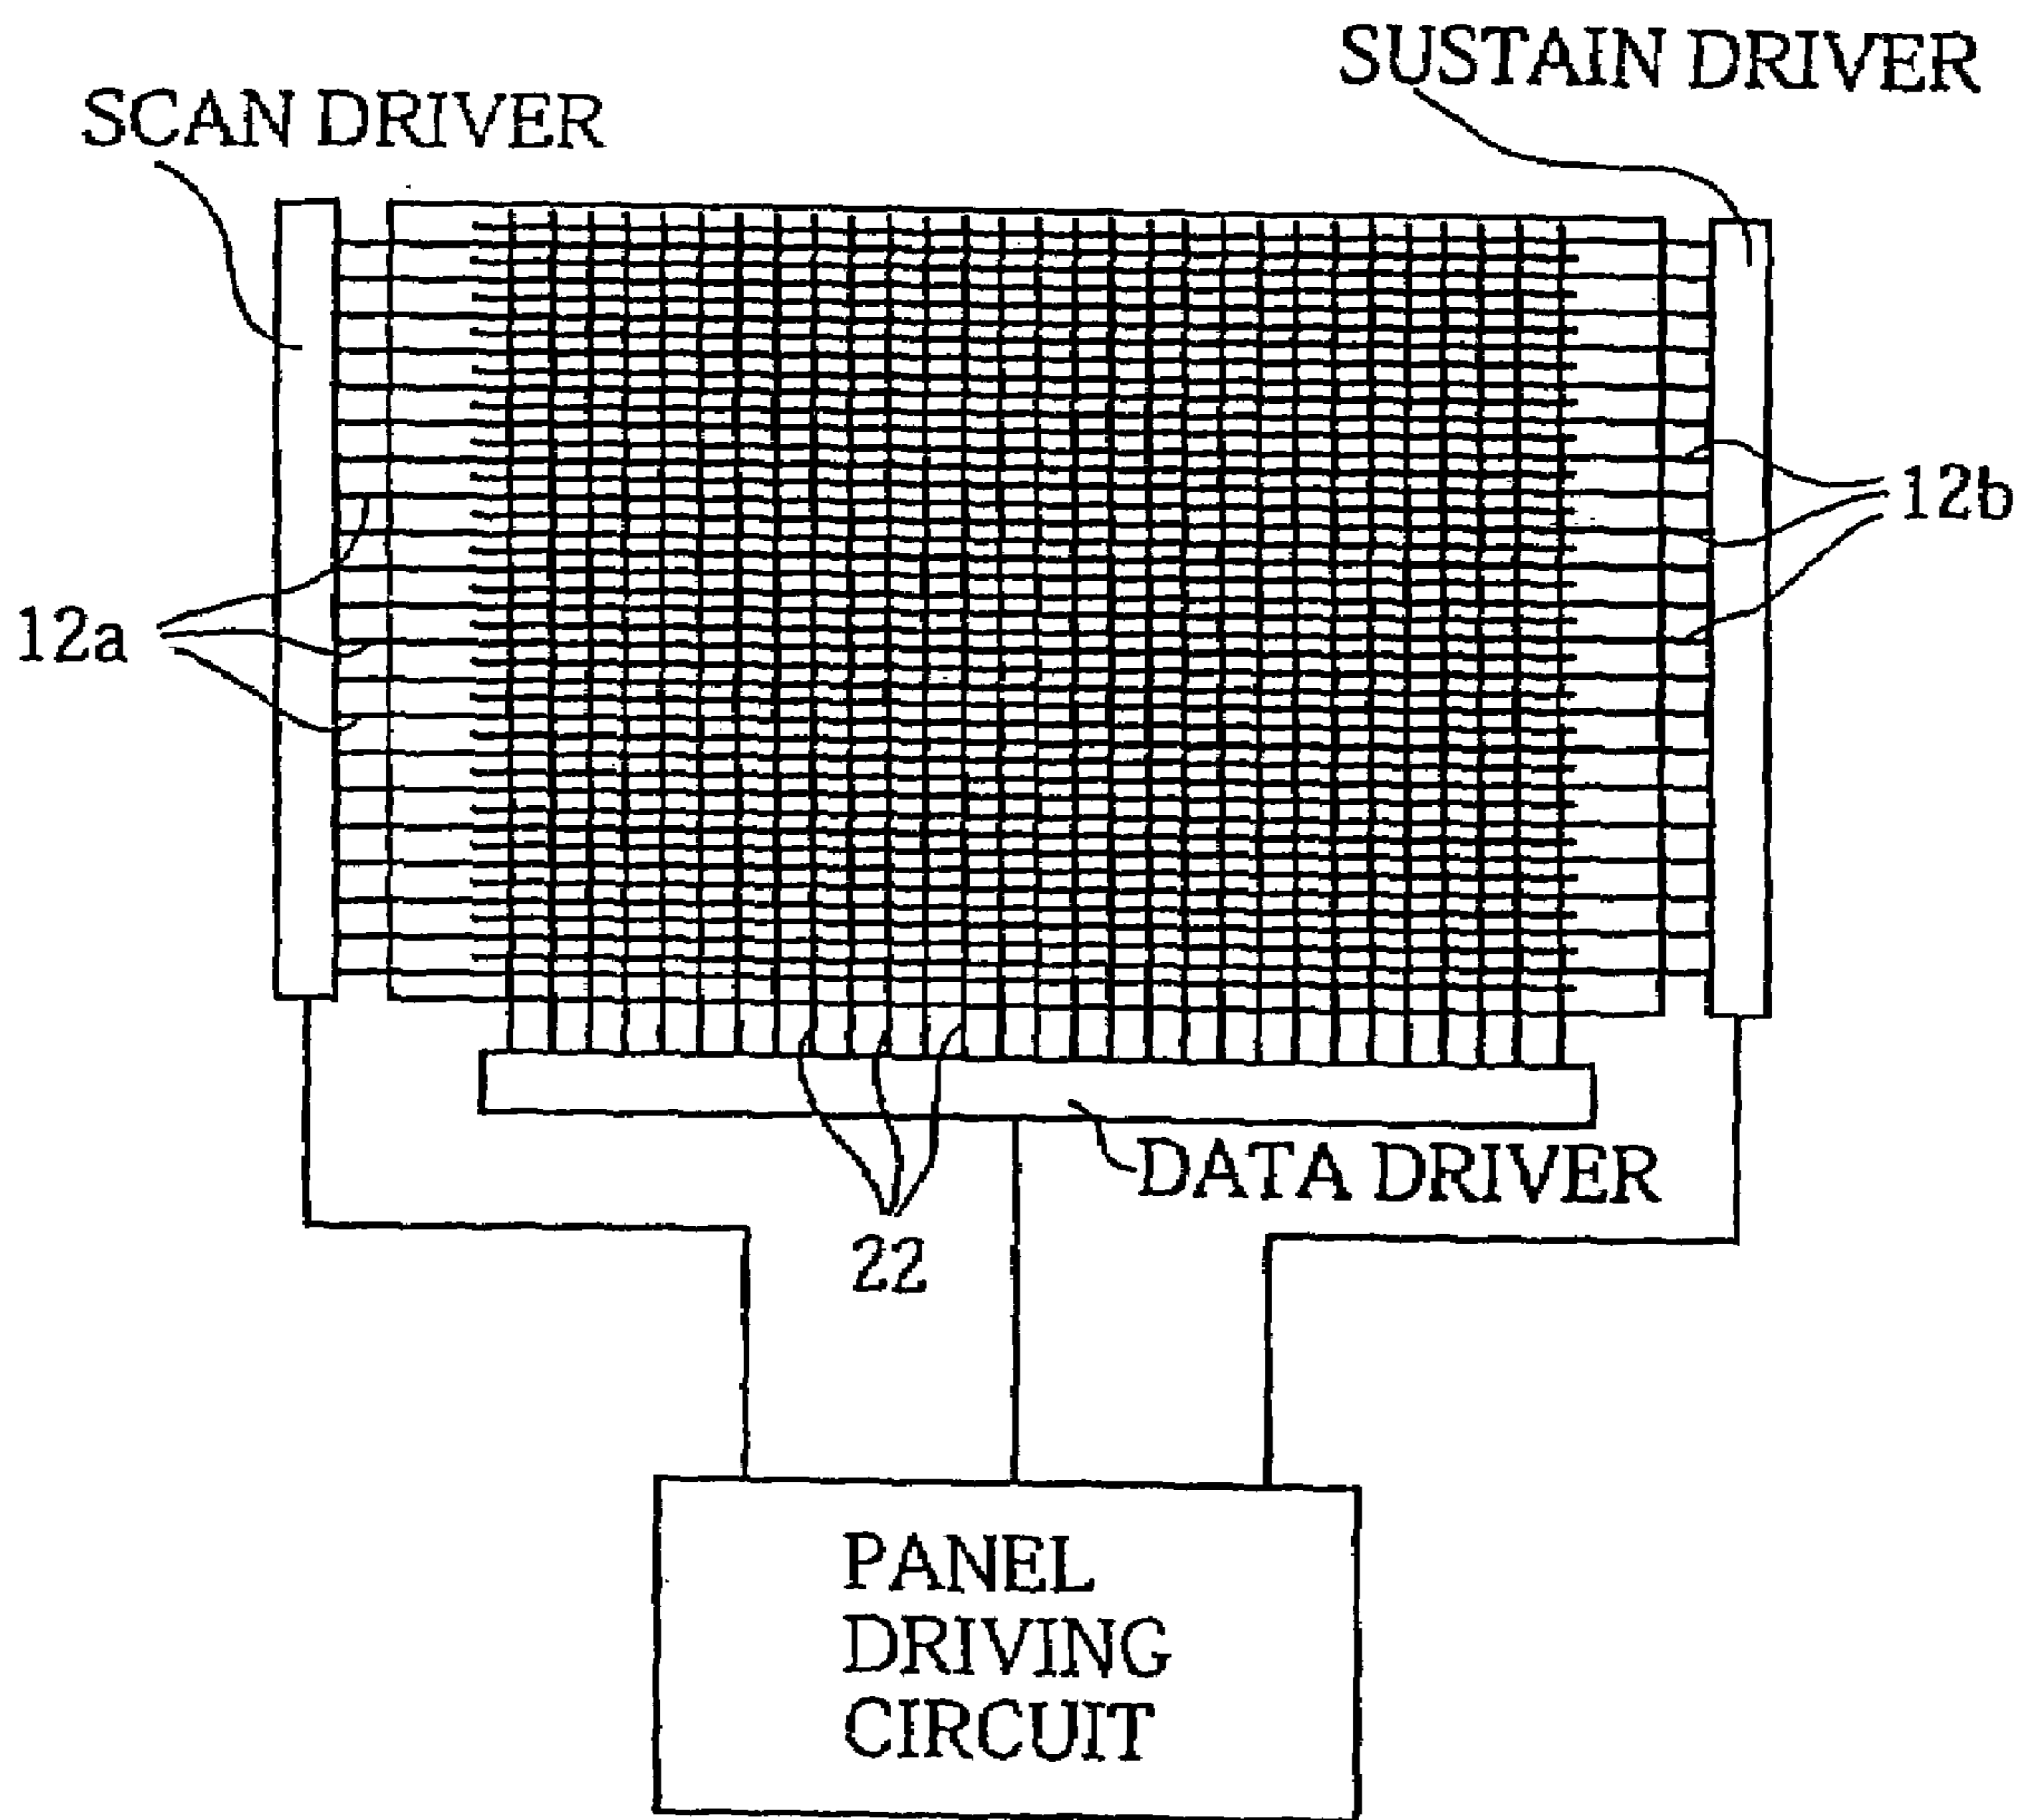 SUSTAIN DRIVER
SCAN DRIVER
12b
12a
DATA DRIVER
22
PANEL
DRIVING
CIRCUIT